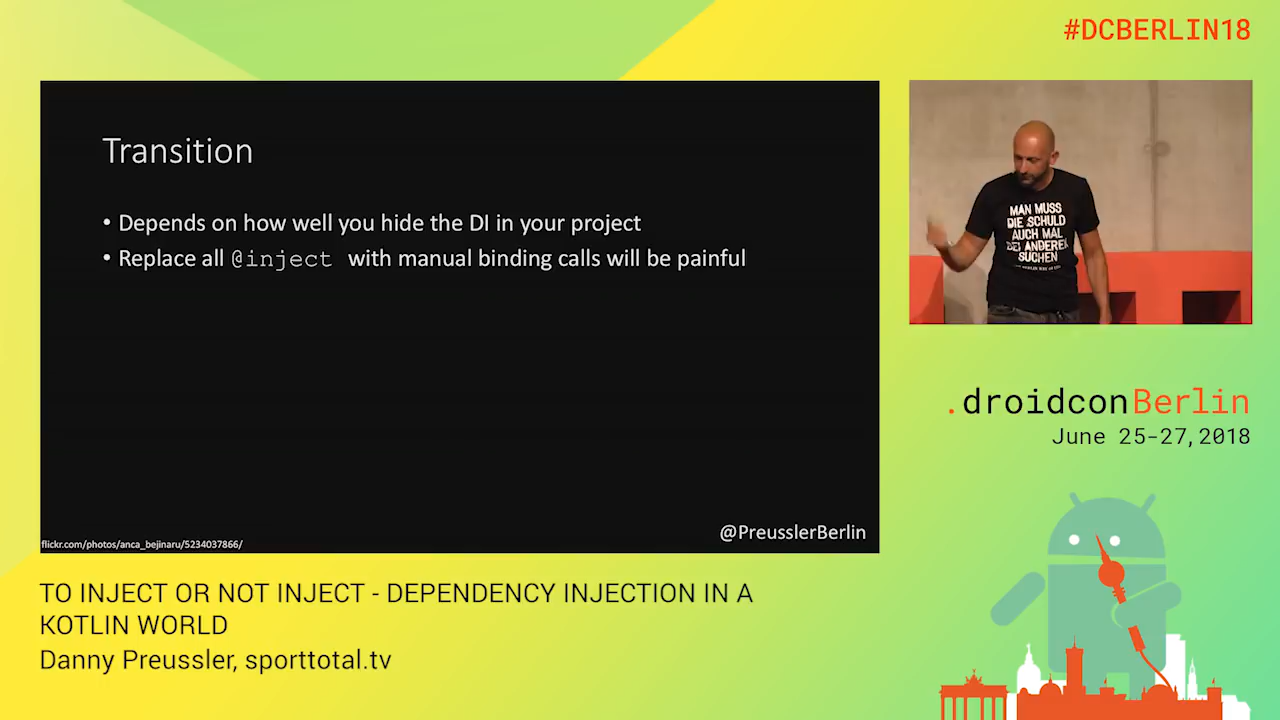 #DCBERLIN18
Transition
• Depends on how well you hide the DI in your project
• Replace all @inject with manual binding calls will be painful
@PreusslerBerlin
flickr.com/photos/anca_bejinaru/5234037866/
MAN MUSS
DIE SCHULD
AUCH MAL
BEI ANDEREN
SUCHEN
.droidconBerlin
June 25-27,2018
TO INJECT OR NOT INJECT - DEPENDENCY INJECTION IN A
KOTLIN WORLD
Danny Preussler, sporttotal.tv